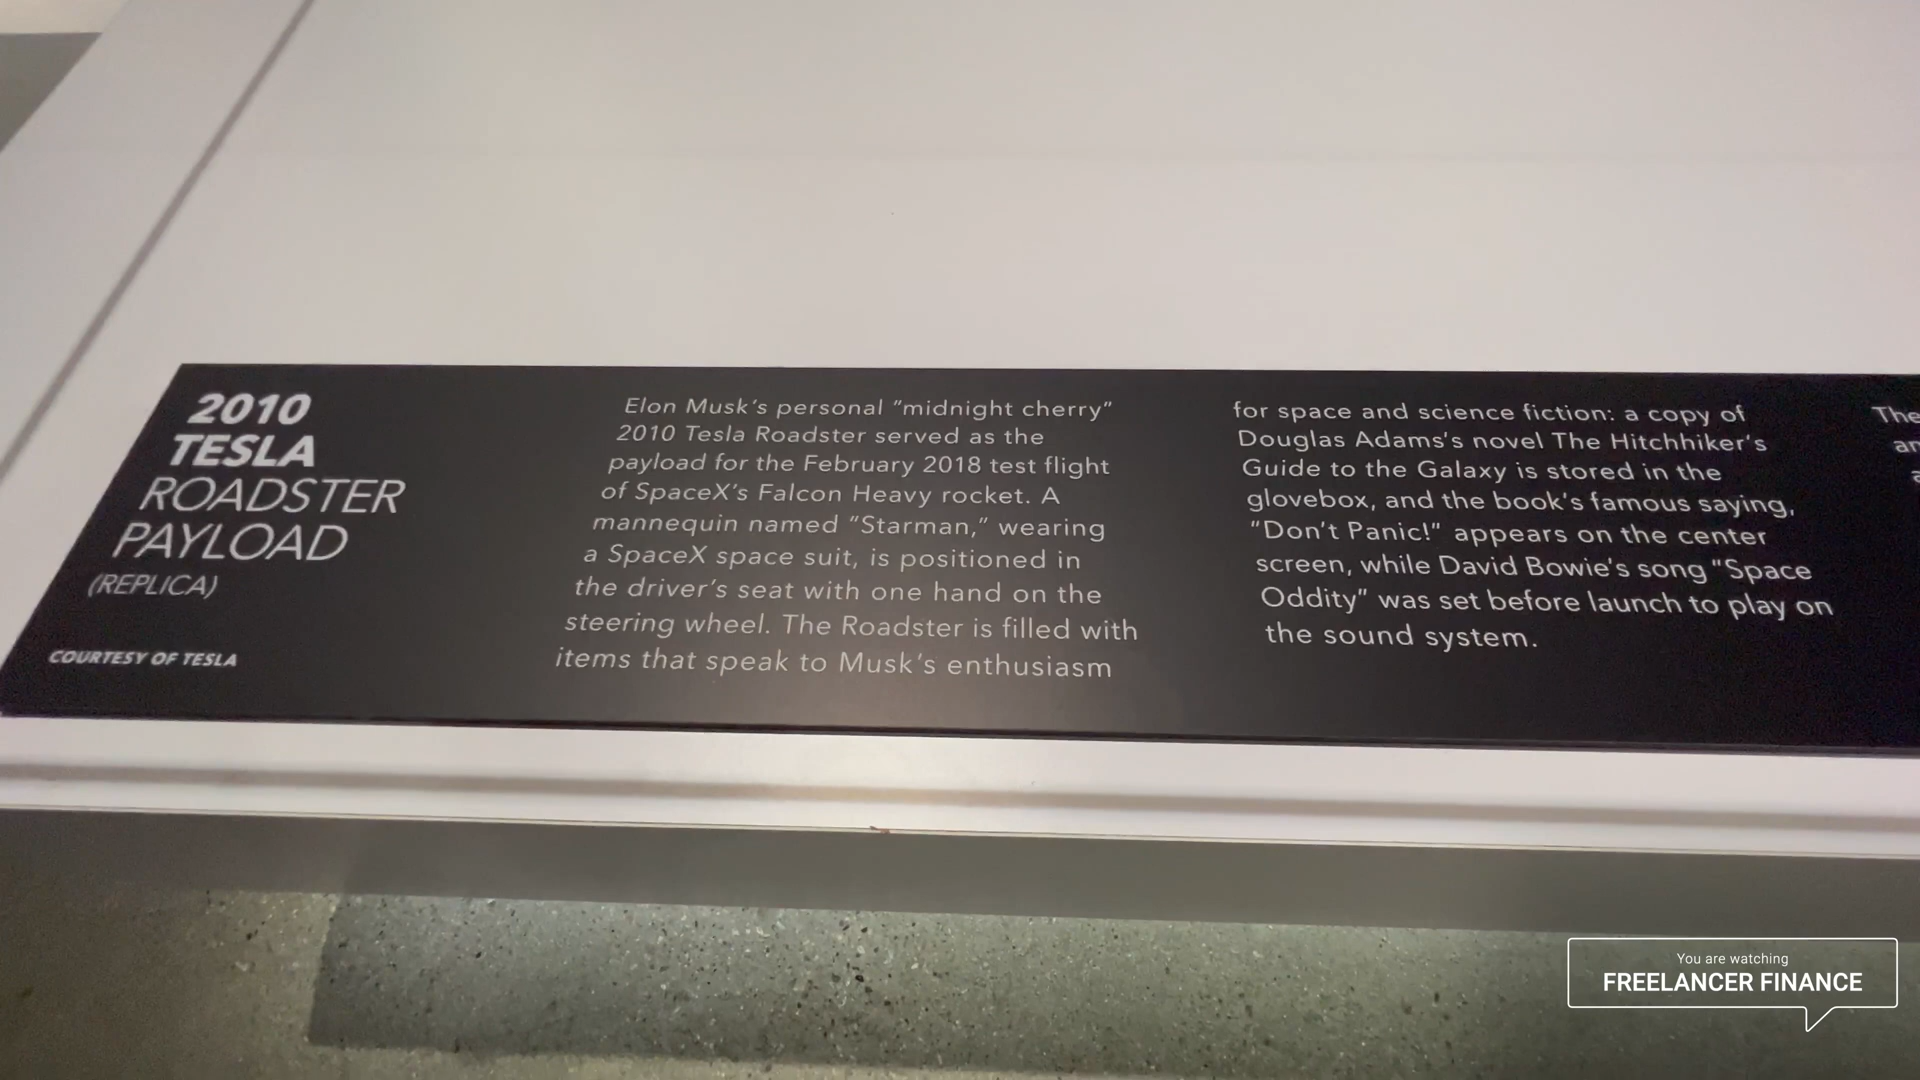 2010
TESLA
ROADSTER
PAYLOAD
(REPLICA)
COURTESY OF TESLA
Elon Musk's personal "midnight cherry"
2010 Tesla Roadster served as the
payload for the February 2018 test flight
of SpaceX's Falcon Heavy rocket. A
mannequin named "Starman," wearing
a SpaceX space suit, is positioned in
the driver's seat with one hand on the
steering wheel. The Roadster is filled with
items that speak to Musk's enthusiasm
for space and science fiction: a copy of
Douglas Adams's novel The Hitchhiker's
Guide to the Galaxy is stored in the
glovebox, and the book's famous saying,
"Don't Panic!" appears on the center
screen, while David Bowie's song "Space
Oddity" was set before launch to play on
the sound system.
The
You are watching
FREELANCER FINANCE